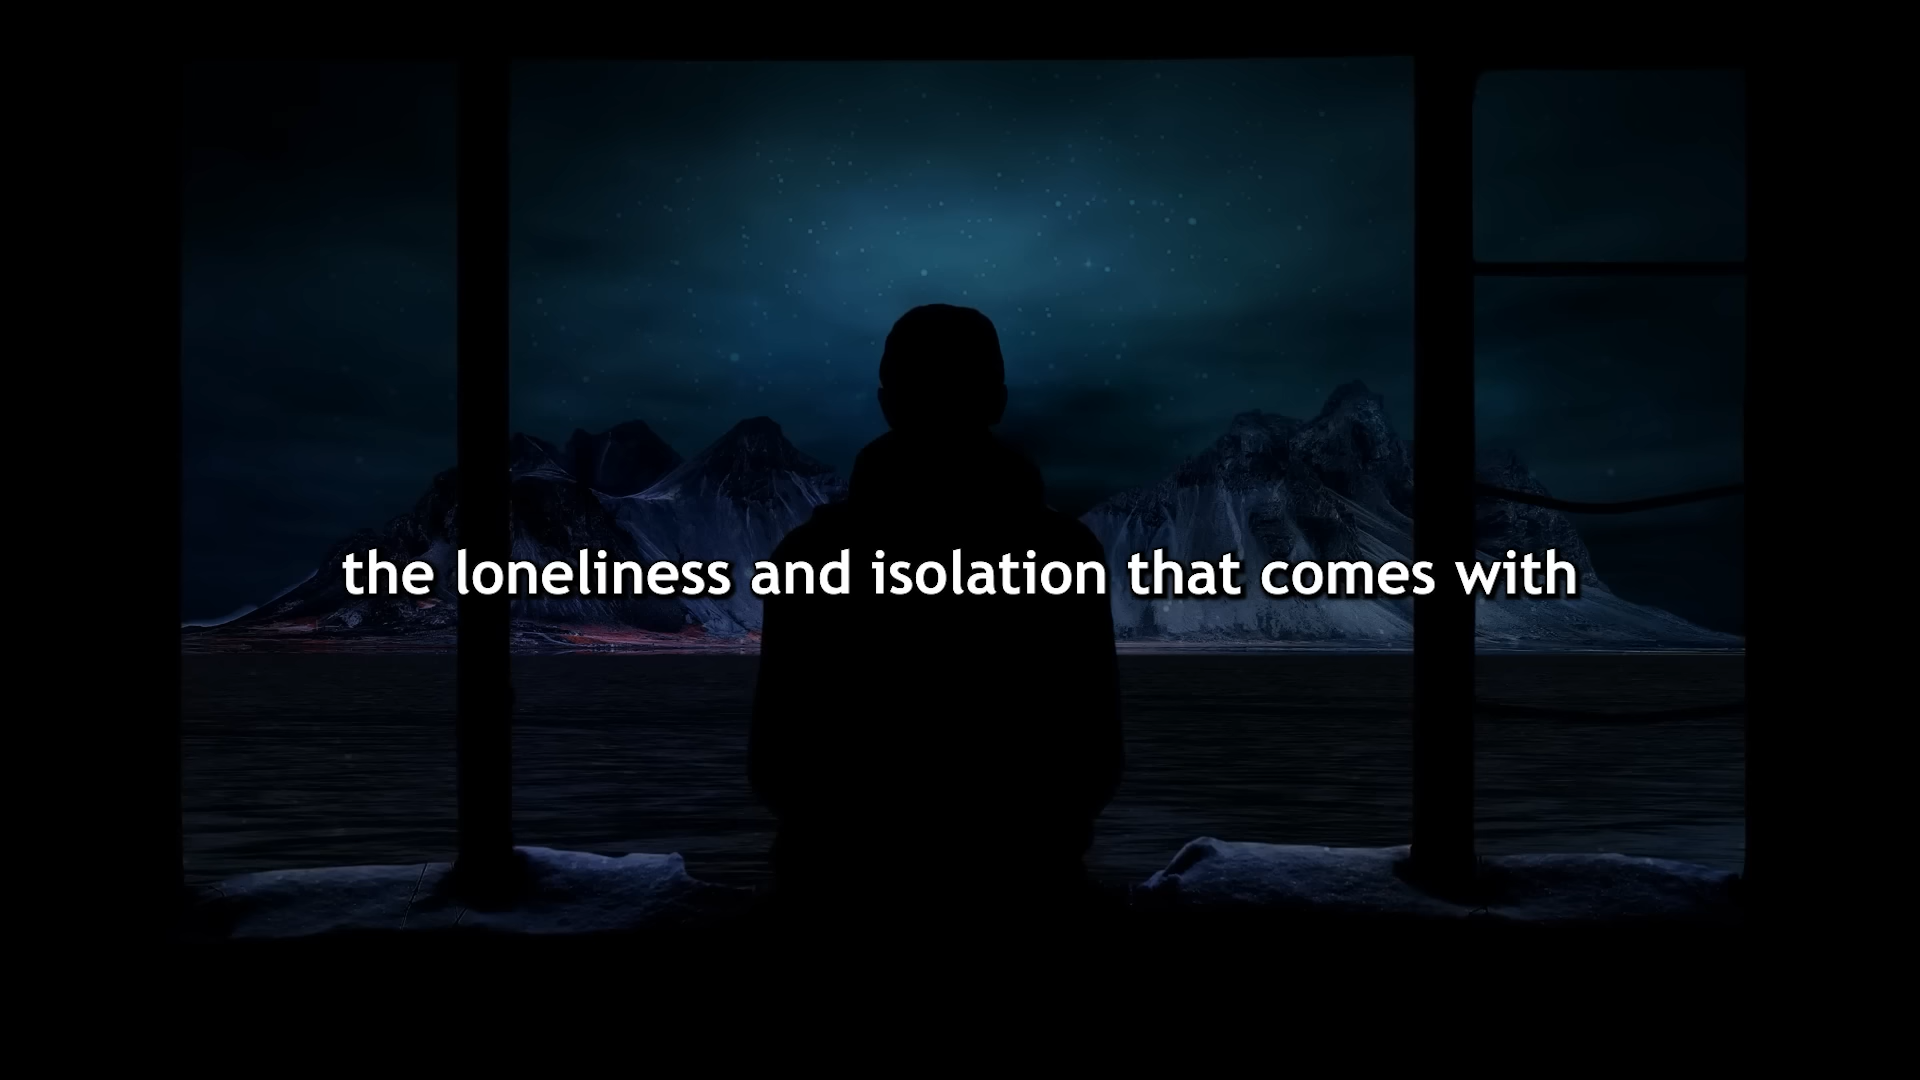 the loneliness and isolation that comes with